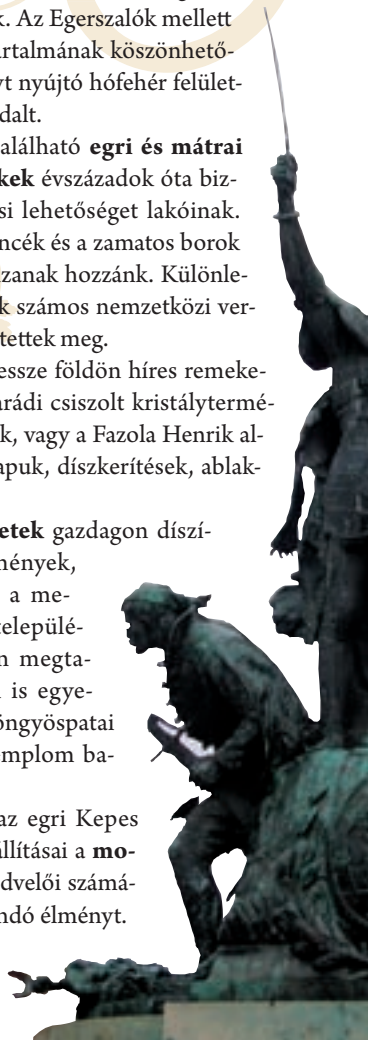 k. Az Egerszalók mellett
artalmának köszönhető-
yt nyújtó hófehér felület-
dalt.
alálható egri és mátrai
kek évszázadok óta biz-
si lehetőséget lakóinak.
ncék és a zamatos borok
zanak hozzánk. Különle-
k számos nemzetközi ver-
tettek meg.
essze földön híres remeke-
arádi csiszolt kristálytermé-
k, vagy a Fazola Henrik al-
apuk, díszkerítések, ablak-
etek gazdagon díszí-
mények,
a me-
települé-
n megta-
is egye-
öngyöspatai
emplom ba-
az egri Kepes
állításai a mo-
dvelői számá-
ndó élményt.